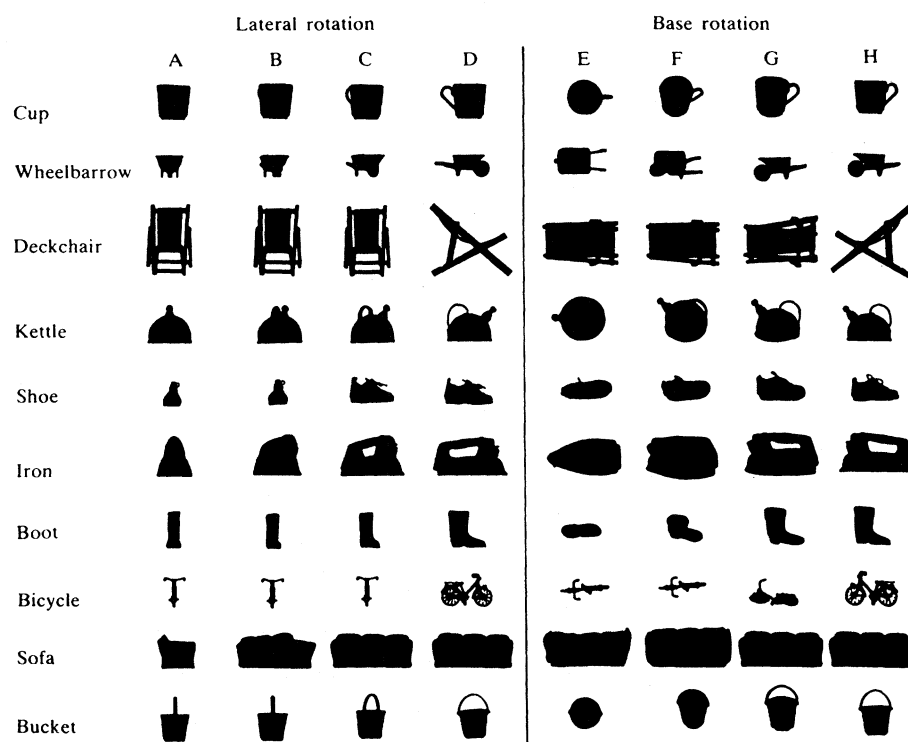 Lateral rotation Base rotation
A B C D E F G H
Cup
Wheelbarrow
Deckchair
Kettle
Shoe
Iron
Boot
Bicycle
Sofa
Bucket